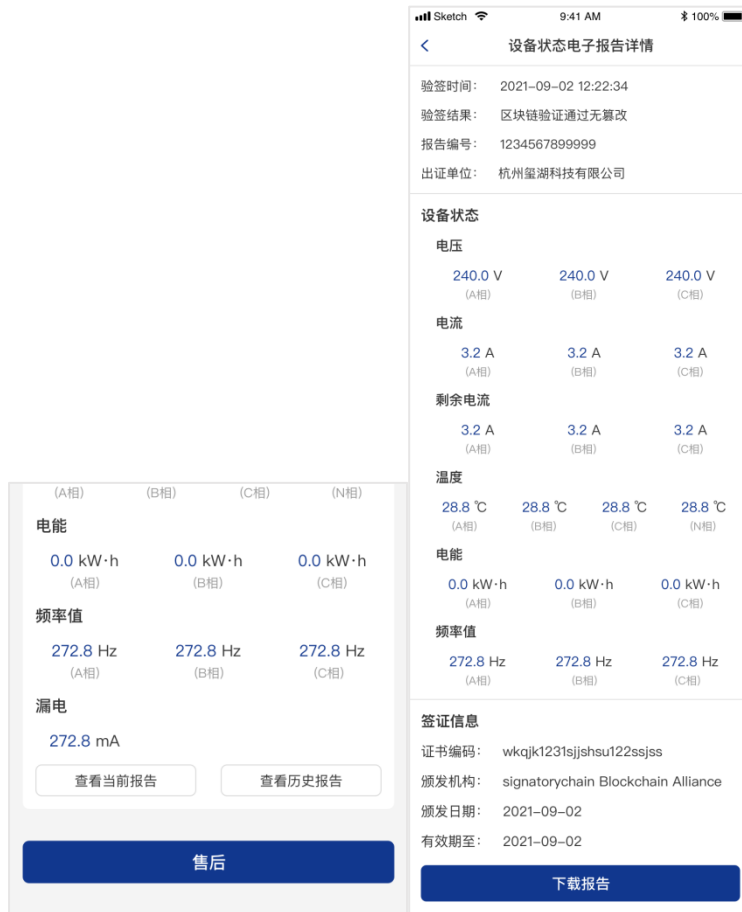 (A相) (B相) (C相) (N相)
电能
0.0 kW·h 0.0 kW·h 0.0 kW·h
(A相) (B相) (C相)
频率值
272.8 Hz 272.8 Hz 272.8 Hz
(A相) (B相) (C相)
漏电
272.8 mA
查看当前报告 查看历史报告
售后
Sketch 9:41 AM 100%
设备状态电子报告详情
验签时间： 2021-09-02 12:22:34
验签结果： 区块链验证通过无篡改
报告编号： 1234567899999
出证单位： 杭州玺湖科技有限公司
设备状态
电压
240.0 V 240.0 V 240.0 V
(A相) (B相) (C相)
电流
3.2 A 3.2 A 3.2 A
(A相) (B相) (C相)
剩余电流
3.2 A 3.2 A 3.2 A
(A相) (B相) (C相)
温度
28.8 ℃ 28.8 ℃ 28.8 ℃ 28.8 ℃
(A相) (B相) (C相) (N相)
电能
0.0 kW·h 0.0 kW·h 0.0 kW·h
(A相) (B相) (C相)
频率值
272.8 Hz 272.8 Hz 272.8 Hz
(A相) (B相) (C相)
签证信息
证书编码： wkqjk1231sjjshsu122ssjss
颁发机构： signatorychain Blockchain Alliance
颁发日期： 2021-09-02
有效期至： 2021-09-02
下载报告